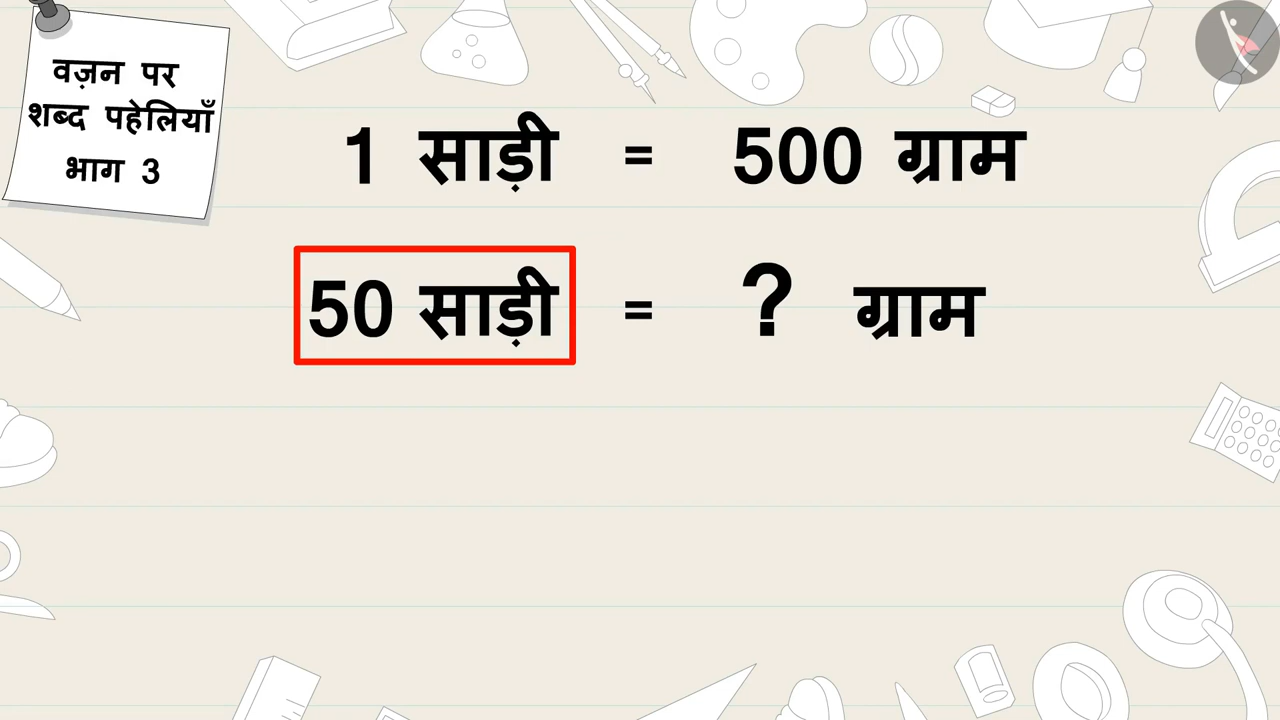 वज़न पर
शब्द पहेलियाँ
भाग 3
1 साड़ी = 500 ग्राम
50 साड़ी = ? ग्राम